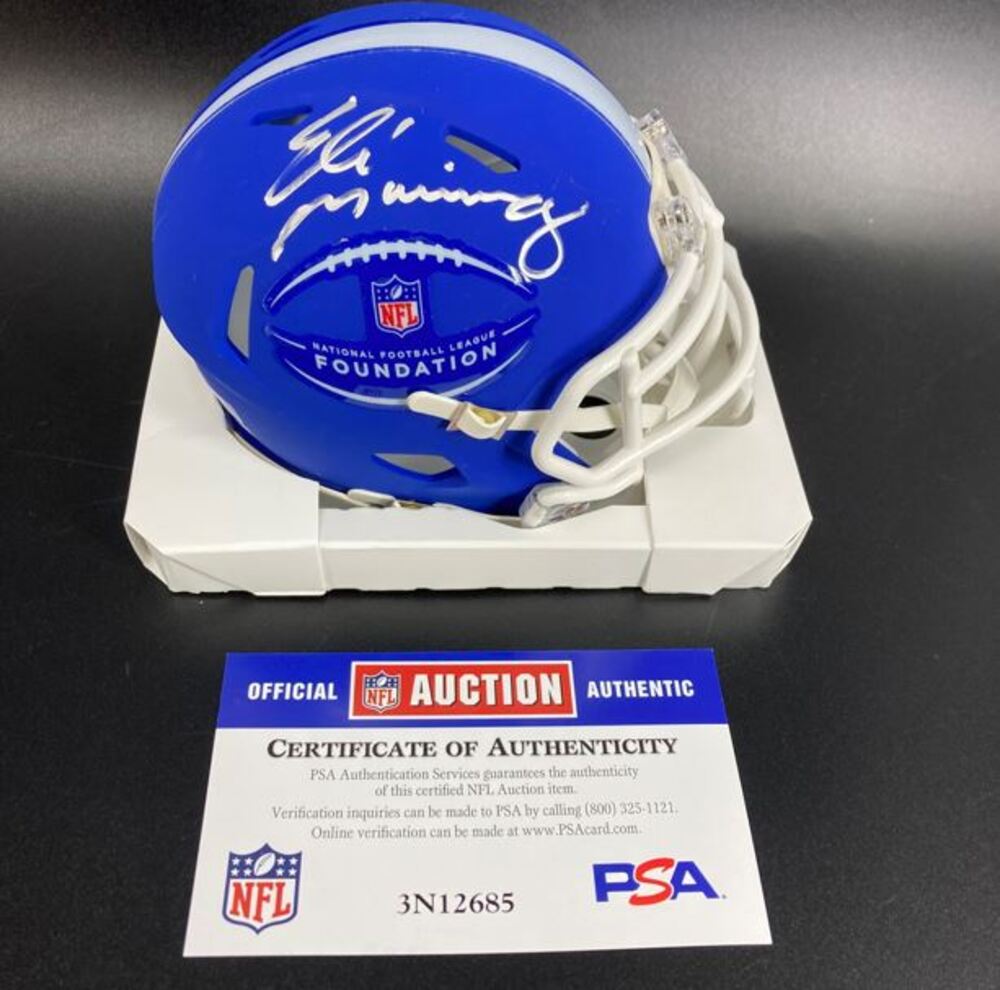 Eli
Manning
NFL
NATIONAL FOOTBALL LEAGUE
FOUNDATION
OFFICIAL NFL AUCTION AUTHENTIC
CERTIFICATE OF AUTHENTICITY
PSA Authentication Services guarantees the authenticity
of this certified NFL Auction item.
Verification inquiries can be made to PSA by calling (800) 325-1121.
Online verification can be made at www.PSAcard.com.
NFL
3N12685
PSA